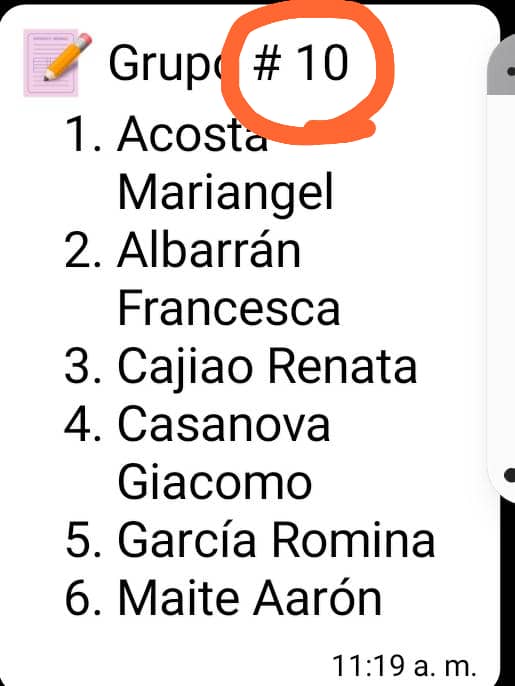 Grupo # 10
1. Acosta
Mariangel
2. Albarrán
Francesca
3. Cajiao Renata
4. Casanova
Giacomo
5. García Romina
6. Maite Aarón
11:19 a. m.